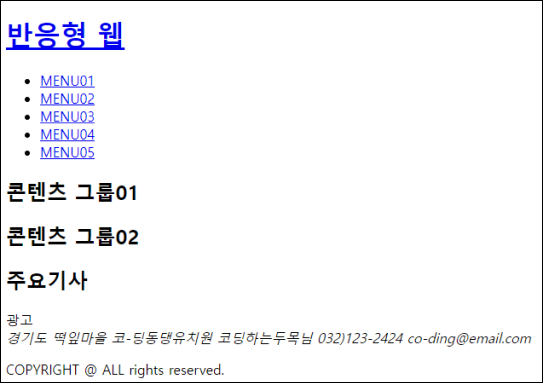 반응형 웹
MENU01
MENU02
MENU03
MENU04
MENU05
콘텐츠 그룹01
콘텐츠 그룹02
주요기사
광고
경기도 떡잎마을 코-딩동댕유치원 코딩하는두목님 032)123-2424 co-ding@email.com
COPYRIGHT @ ALL rights reserved.